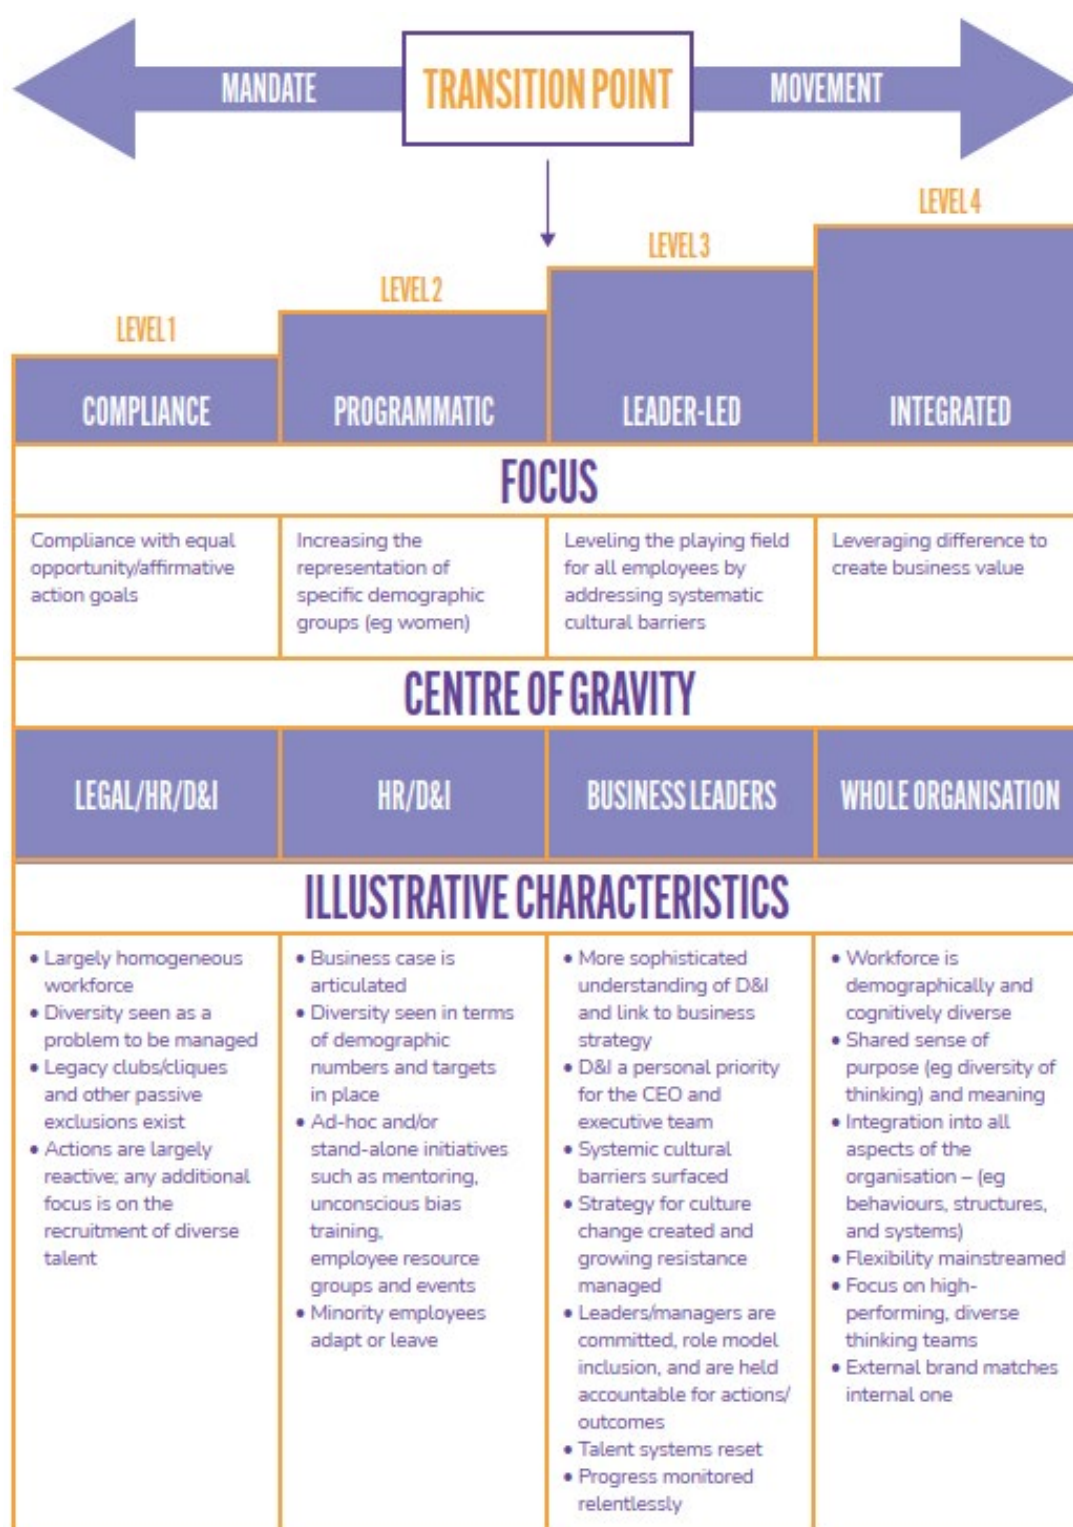 MANDATE
TRANSITION POINT
MOVEMENT
LEVEL 4
LEVEL 3
LEVEL 2
LEVEL 1
COMPLIANCE
PROGRAMMATIC
LEADER-LED
INTEGRATED
FOCUS
Compliance with equal
opportunity/affirmative
action goals
Increasing the
representation of
specific demographic
groups (eg women)
Leveling the playing field
for all employees by
addressing systematic
cultural barriers
Leveraging difference to
create business value
CENTRE OF GRAVITY
LEGAL/HR/D&I
HR/D&I
BUSINESS LEADERS
WHOLE ORGANISATION
ILLUSTRATIVE CHARACTERISTICS
• Largely homogeneous
workforce
• Diversity seen as a
problem to be managed
• Legacy clubs/cliques
and other passive
exclusions exist
• Actions are largely
reactive; any additional
focus is on the
recruitment of diverse
talent
• Business case is
articulated
• Diversity seen in terms
of demographic
numbers and targets
in place
• Ad-hoc and/or
stand-alone initiatives
such as mentoring,
unconscious bias
training,
employee resource
groups and events
• Minority employees
adapt or leave
• More sophisticated
understanding of D&I
and link to business
strategy
• D&I a personal priority
for the CEO and
executive team
• Systemic cultural
barriers surfaced
• Strategy for culture
change created and
growing resistance
managed
• Leaders/managers are
committed, role model
inclusion, and are held
accountable for actions/
outcomes
• Talent systems reset
• Progress monitored
relentlessly
• Workforce is
demographically and
cognitively diverse
• Shared sense of
purpose (eg diversity of
thinking) and meaning
• Integration into all
aspects of the
organisation – (eg
behaviours, structures,
and systems)
• Flexibility mainstreamed
• Focus on high-
performing, diverse
thinking teams
• External brand matches
internal one